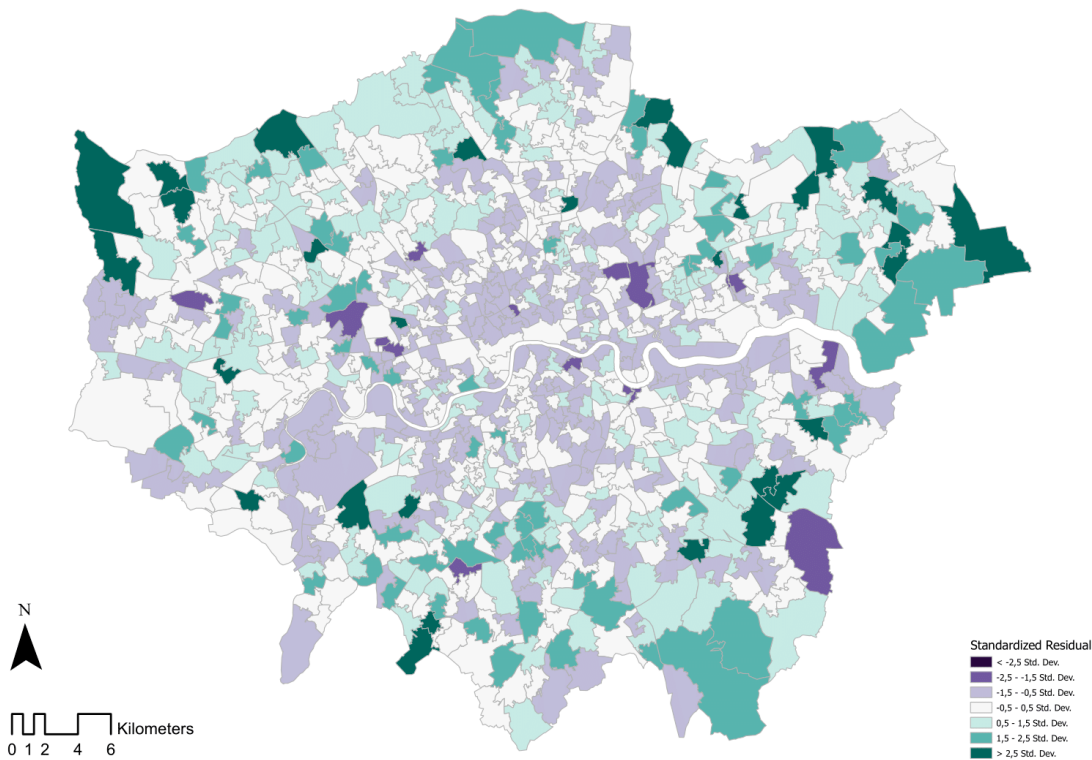 N
Kilometers
0 1 2 4 6
Standardized Residual
< -2,5 Std. Dev.
-2,5 - -1,5 Std. Dev.
-1,5 - -0,5 Std. Dev.
-0,5 - 0,5 Std. Dev.
0,5 - 1,5 Std. Dev.
1,5 - 2,5 Std. Dev.
> 2,5 Std. Dev.